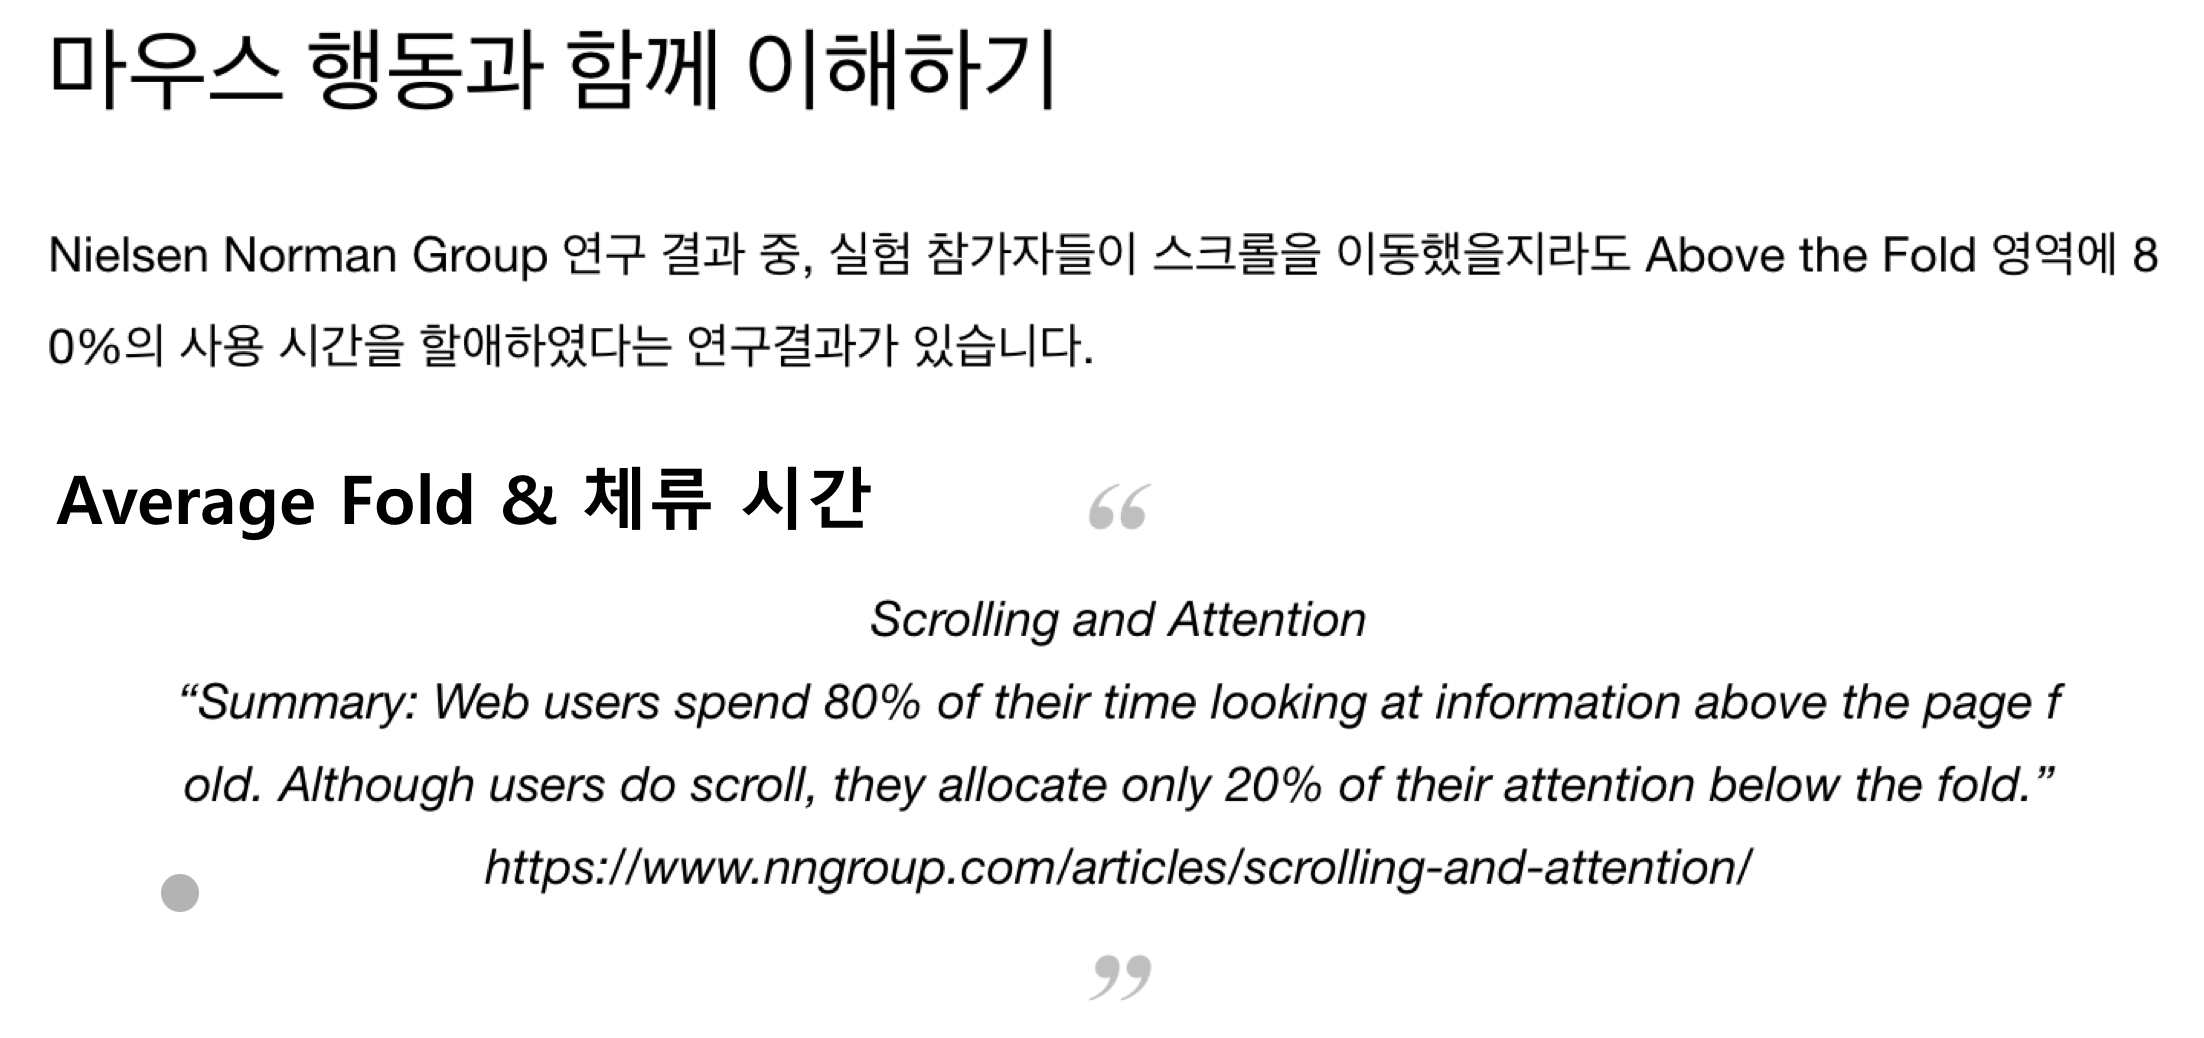 마우스 행동과 함께 이해하기
Nielsen Norman Group 연구 결과 중, 실험 참가자들이 스크롤을 이동했을지라도 Above the Fold 영역에 8
0%의 사용 시간을 할애하였다는 연구결과가 있습니다.
Average Fold & 체류 시간
“
Scrolling and Attention
“Summary: Web users spend 80% of their time looking at information above the page f
old. Although users do scroll, they allocate only 20% of their attention below the fold.”
https://www.nngroup.com/articles/scrolling-and-attention/
”